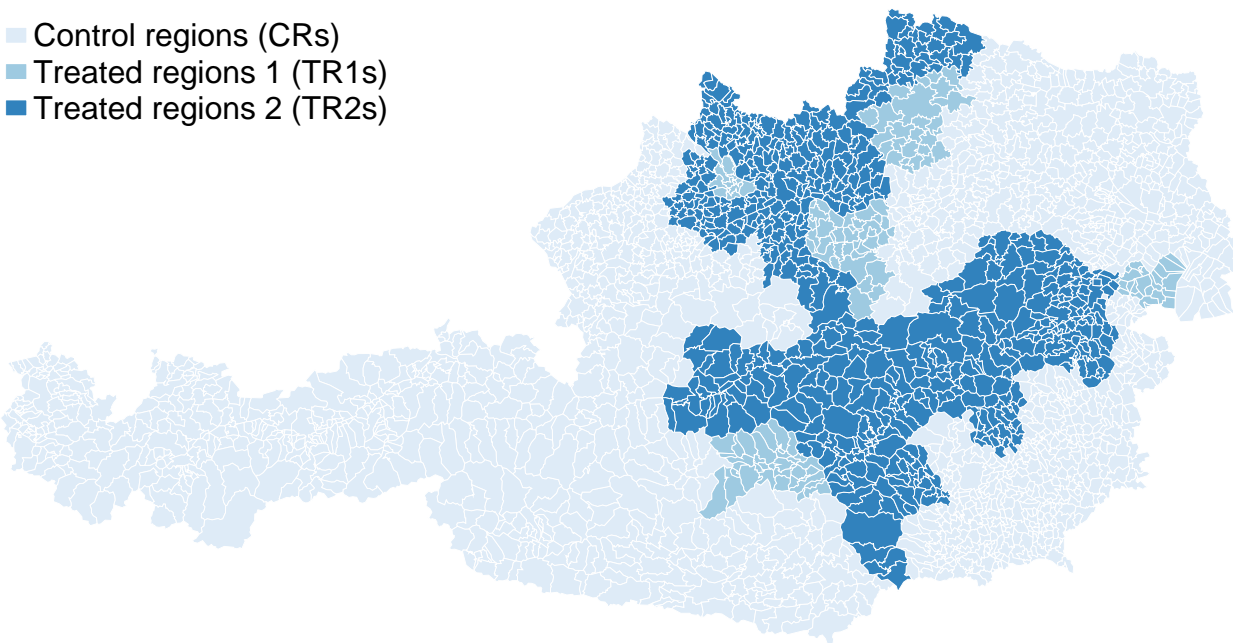 Control regions (CRs)
Treated regions 1 (TR1s)
Treated regions 2 (TR2s)